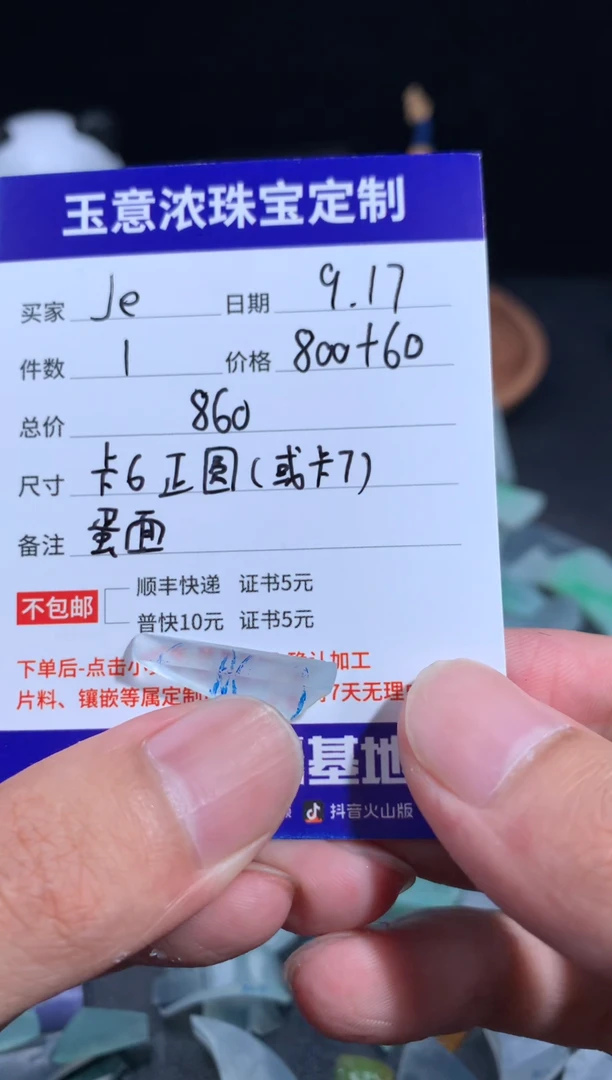 玉意浓珠宝定制
买家 Je 日期 9.17
件数 1 价格 800+60
总价 860
尺寸 卡6正圆(或卡7)
备注 蛋面
不包邮 顺丰快递 证书5元
普快10元 证书5元
下单后-点击小 确认加工
片料、镶嵌等属定制 7天无理
基地
抖音火山版